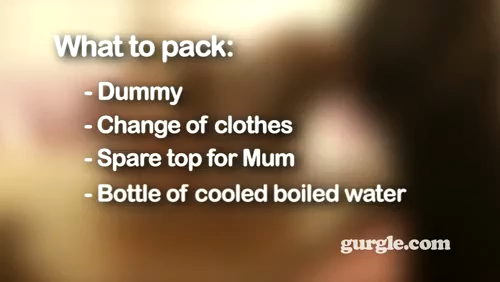 What to pack:
- Dummy
- Change of clothes
- Spare top for Mum
- Bottle of cooled boiled water
gurgle.com